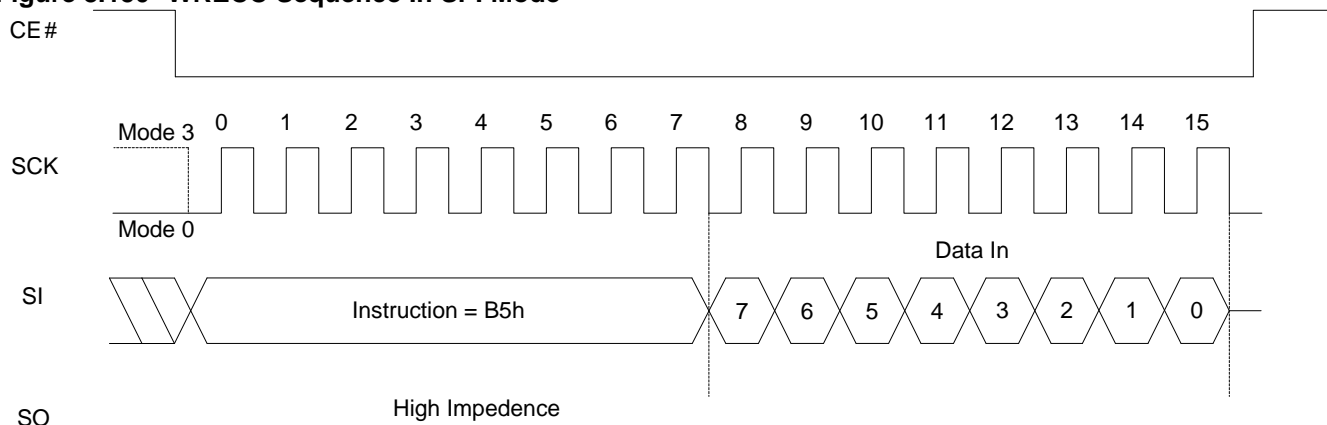 CE#
Mode 3 0 1 2 3 4 5 6 7 8 9 10 11 12 13 14 15
SCK
Mode 0
Data In
SI
Instruction = B5h 7 6 5 4 3 2 1 0
High Impedence
SO